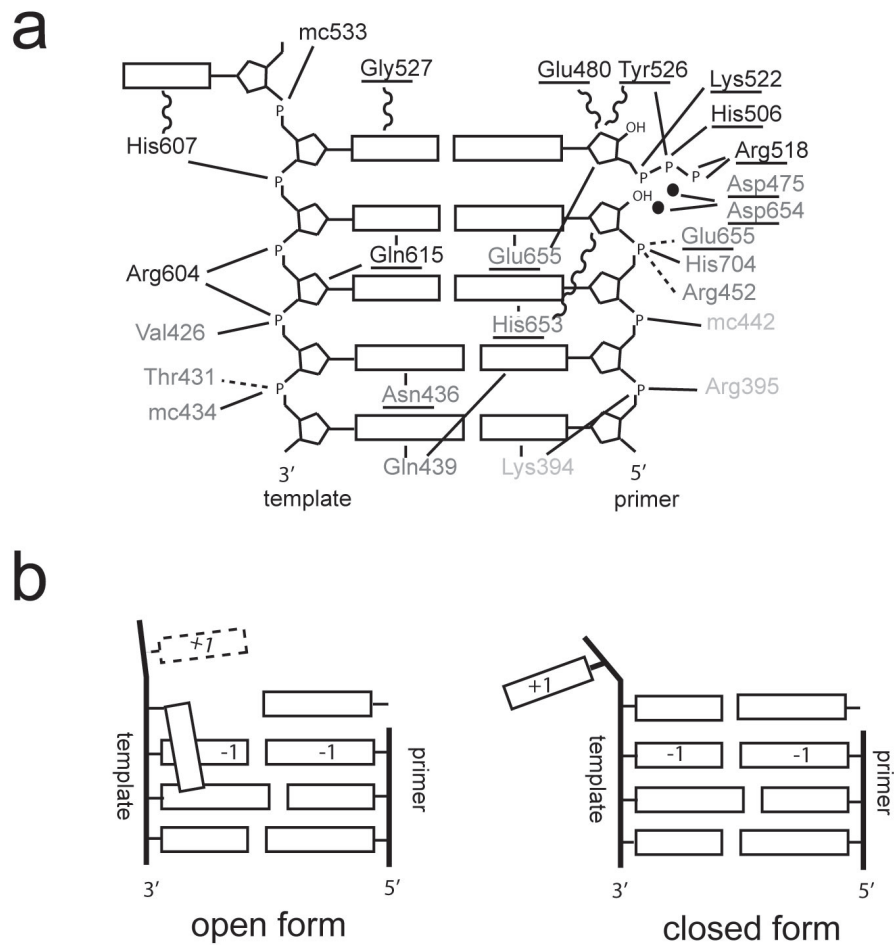 a
mc533
Gly527
Glu480 Tyr526
Lys522
His506
His607
OH
Arg518
P
P
P P P
Asp475
OH
Asp654
Glu655
Gln615
Glu655
His704
P
P
Arg604
Arg452
P
P
Val426
His653
mc442
Thr431
P
P
Asn436
Arg395
mc434
Gln439
Lys394
3′
5′
template
primer
b
+1
+1
template
-1
-1
primer
template
-1
-1
primer
3′
5′
3′
5′
open form
closed form